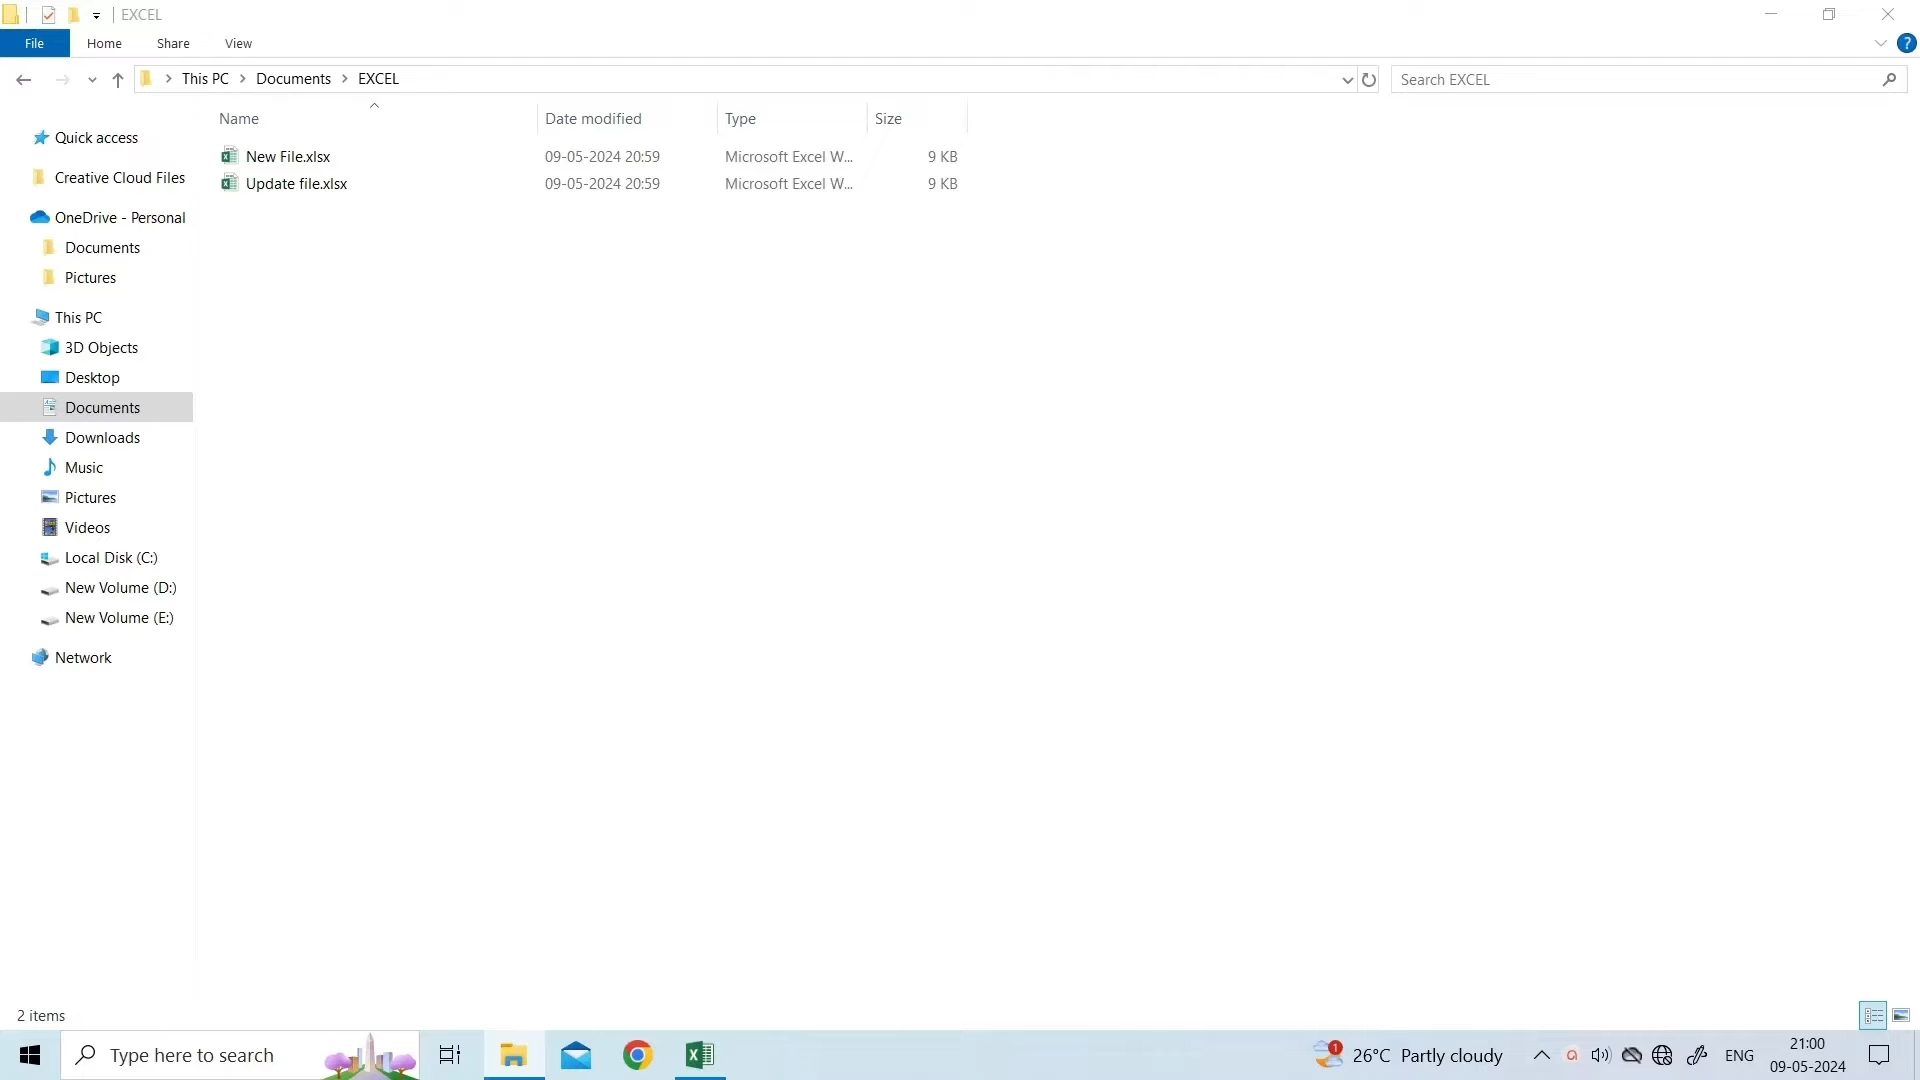 EXCEL
File Home Share View ?
This PC Documents EXCEL Search EXCEL
Name Date modified Type Size
New File.xlsx 09-05-2024 20:59 Microsoft Excel W... 9 KB
Update file.xlsx 09-05-2024 20:59 Microsoft Excel W... 9 KB
Quick access
Creative Cloud Files
OneDrive - Personal
Documents
Pictures
This PC
3D Objects
Desktop
Documents
Downloads
Music
Pictures
Videos
Local Disk (C:)
New Volume (D:)
New Volume (E:)
Network
2 items
Type here to search
1
26°C Partly cloudy
ENG
21:00
09-05-2024